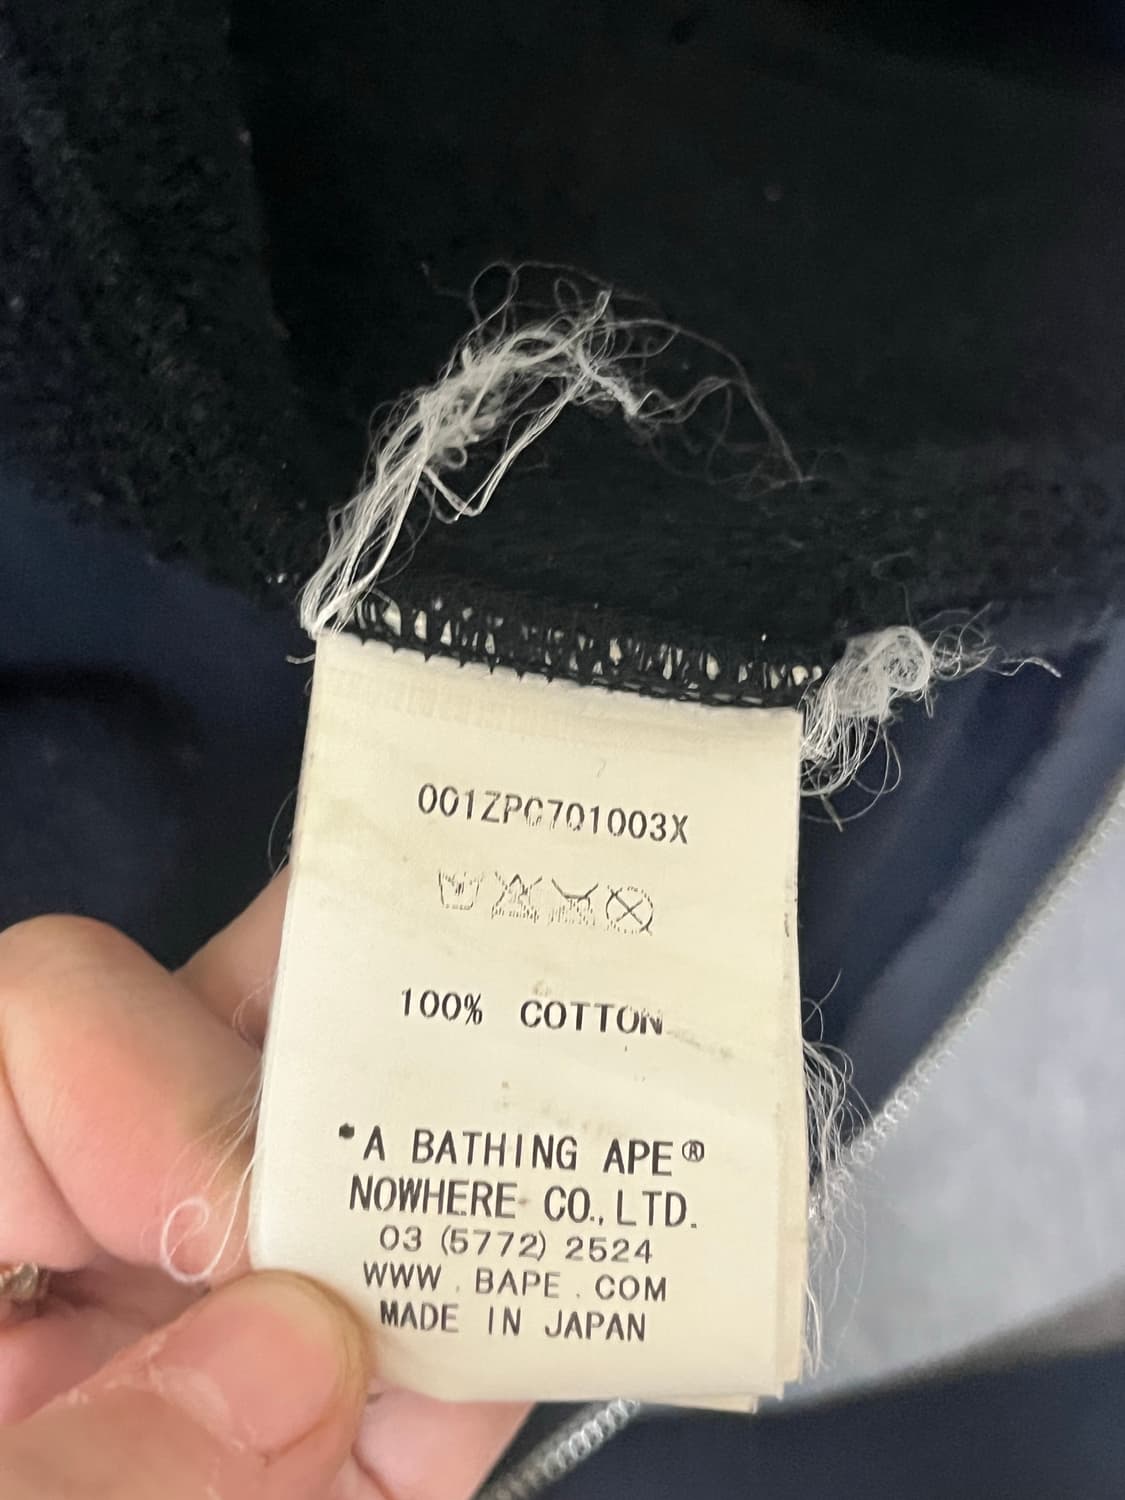 001ZPC701003X
100% COTTON
*A BATHING APE®
NOWHERE CO., LTD.
03 (5772) 2524
WWW . BAPE . COM
MADE IN JAPAN